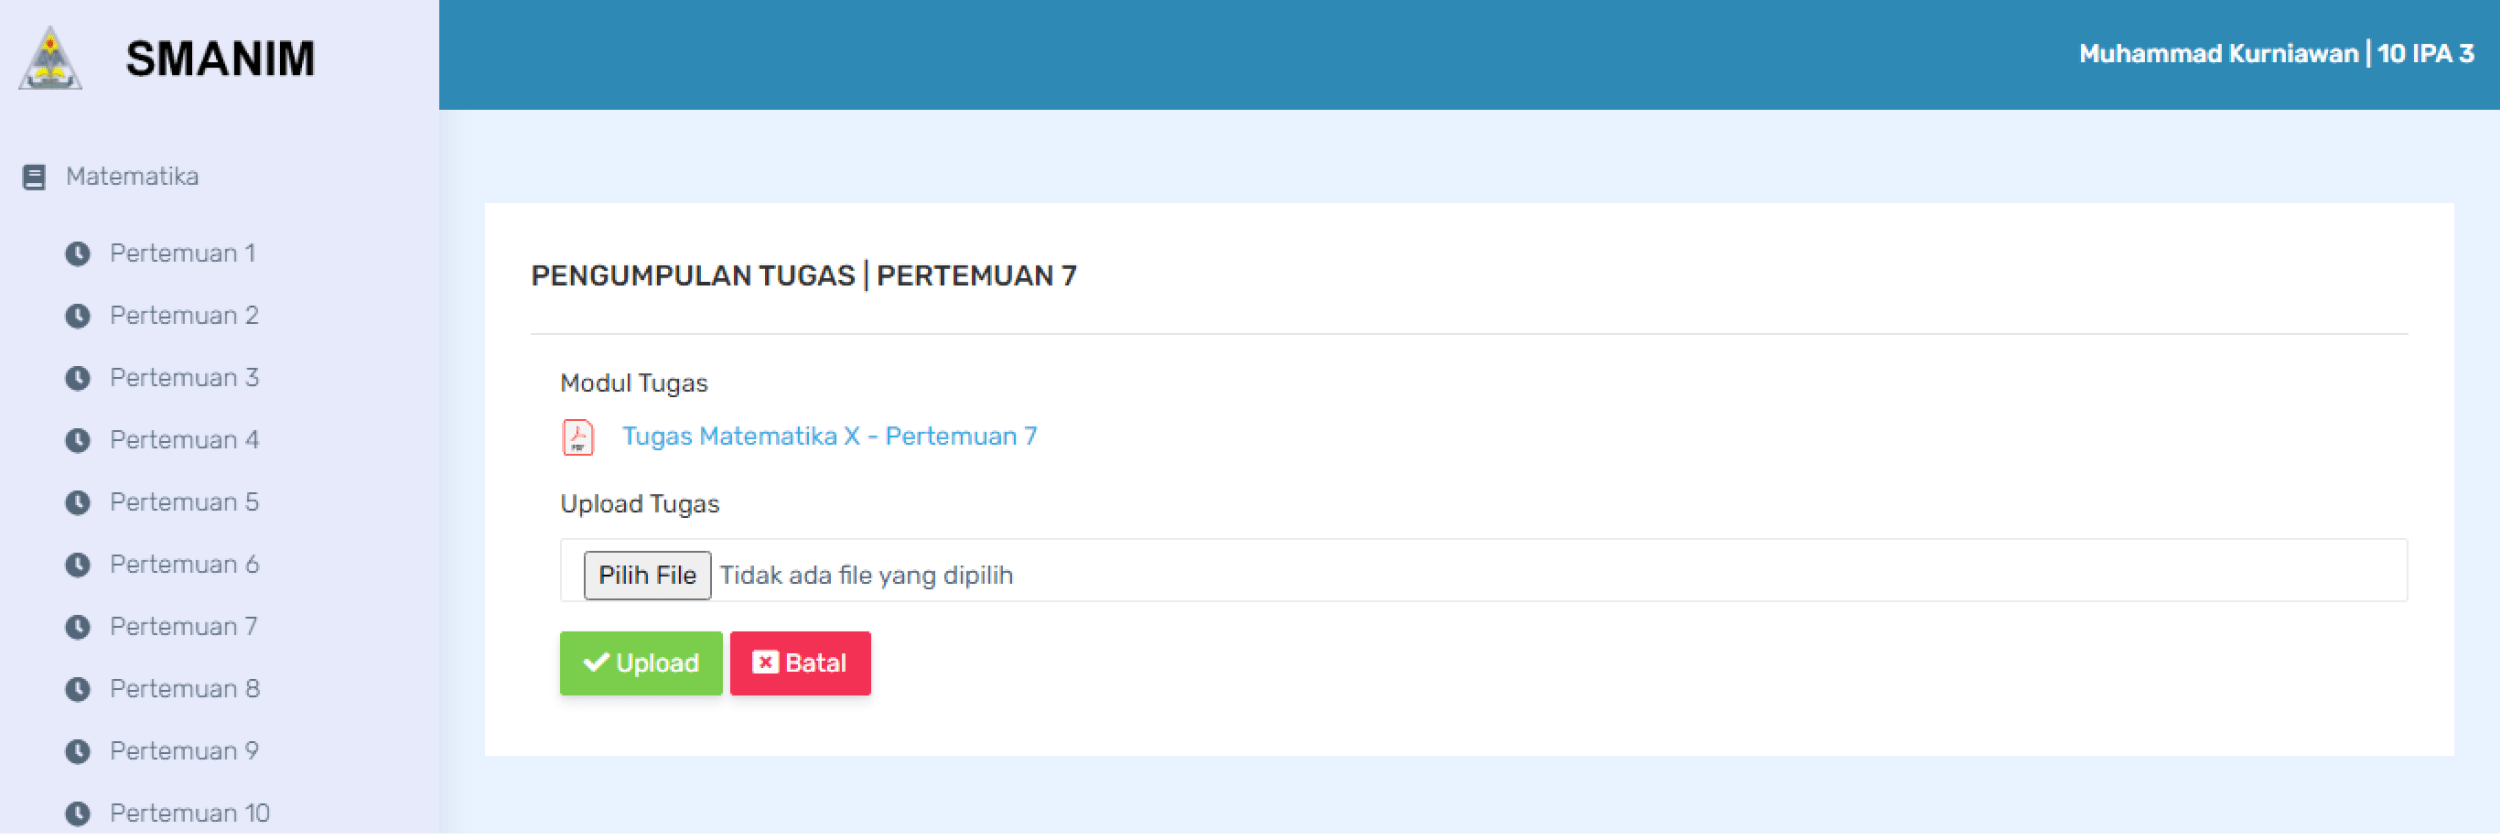 SMANIM
Muhammad Kurniawan | 10 IPA 3
Matematika
Pertemuan 1
Pertemuan 2
Pertemuan 3
Pertemuan 4
Pertemuan 5
Pertemuan 6
Pertemuan 7
Pertemuan 8
Pertemuan 9
Pertemuan 10
PENGUMPULAN TUGAS | PERTEMUAN 7
Modul Tugas
PDF
Tugas Matematika X - Pertemuan 7
Upload Tugas
Pilih File Tidak ada file yang dipilih
Upload
Batal